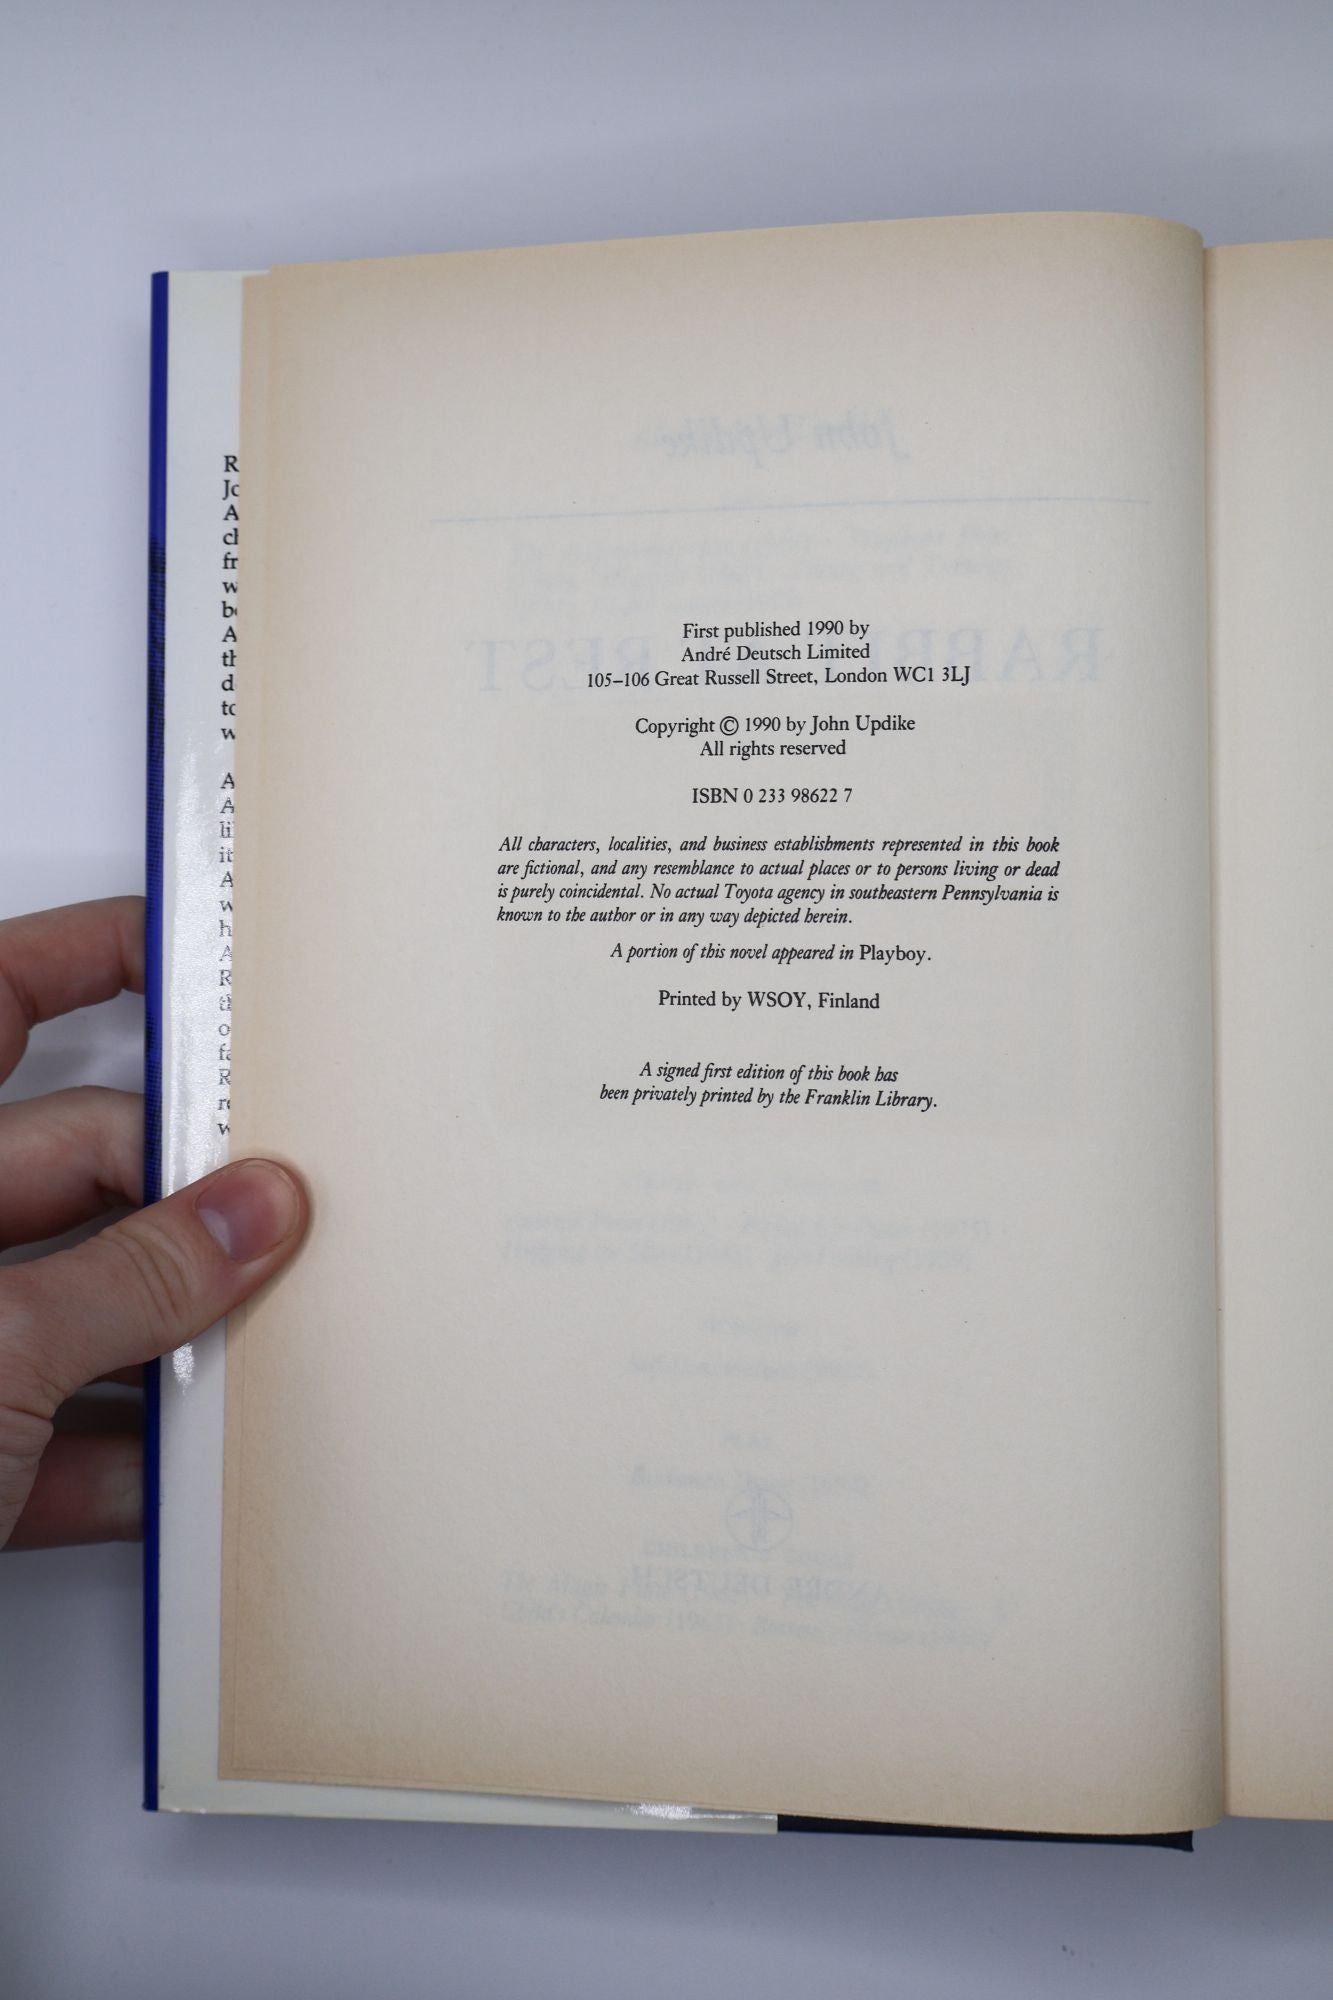 First published 1990 by
André Deutsch Limited
105–106 Great Russell Street, London WC1 3LJ
Copyright © 1990 by John Updike
All rights reserved
ISBN 0 233 98622 7
All characters, localities, and business establishments represented in this book
are fictional, and any resemblance to actual places or to persons living or dead
is purely coincidental. No actual Toyota agency in southeastern Pennsylvania is
known to the author or in any way depicted herein.
A portion of this novel appeared in Playboy.
Printed by WSOY, Finland
A signed first edition of this book has
been privately printed by the Franklin Library.